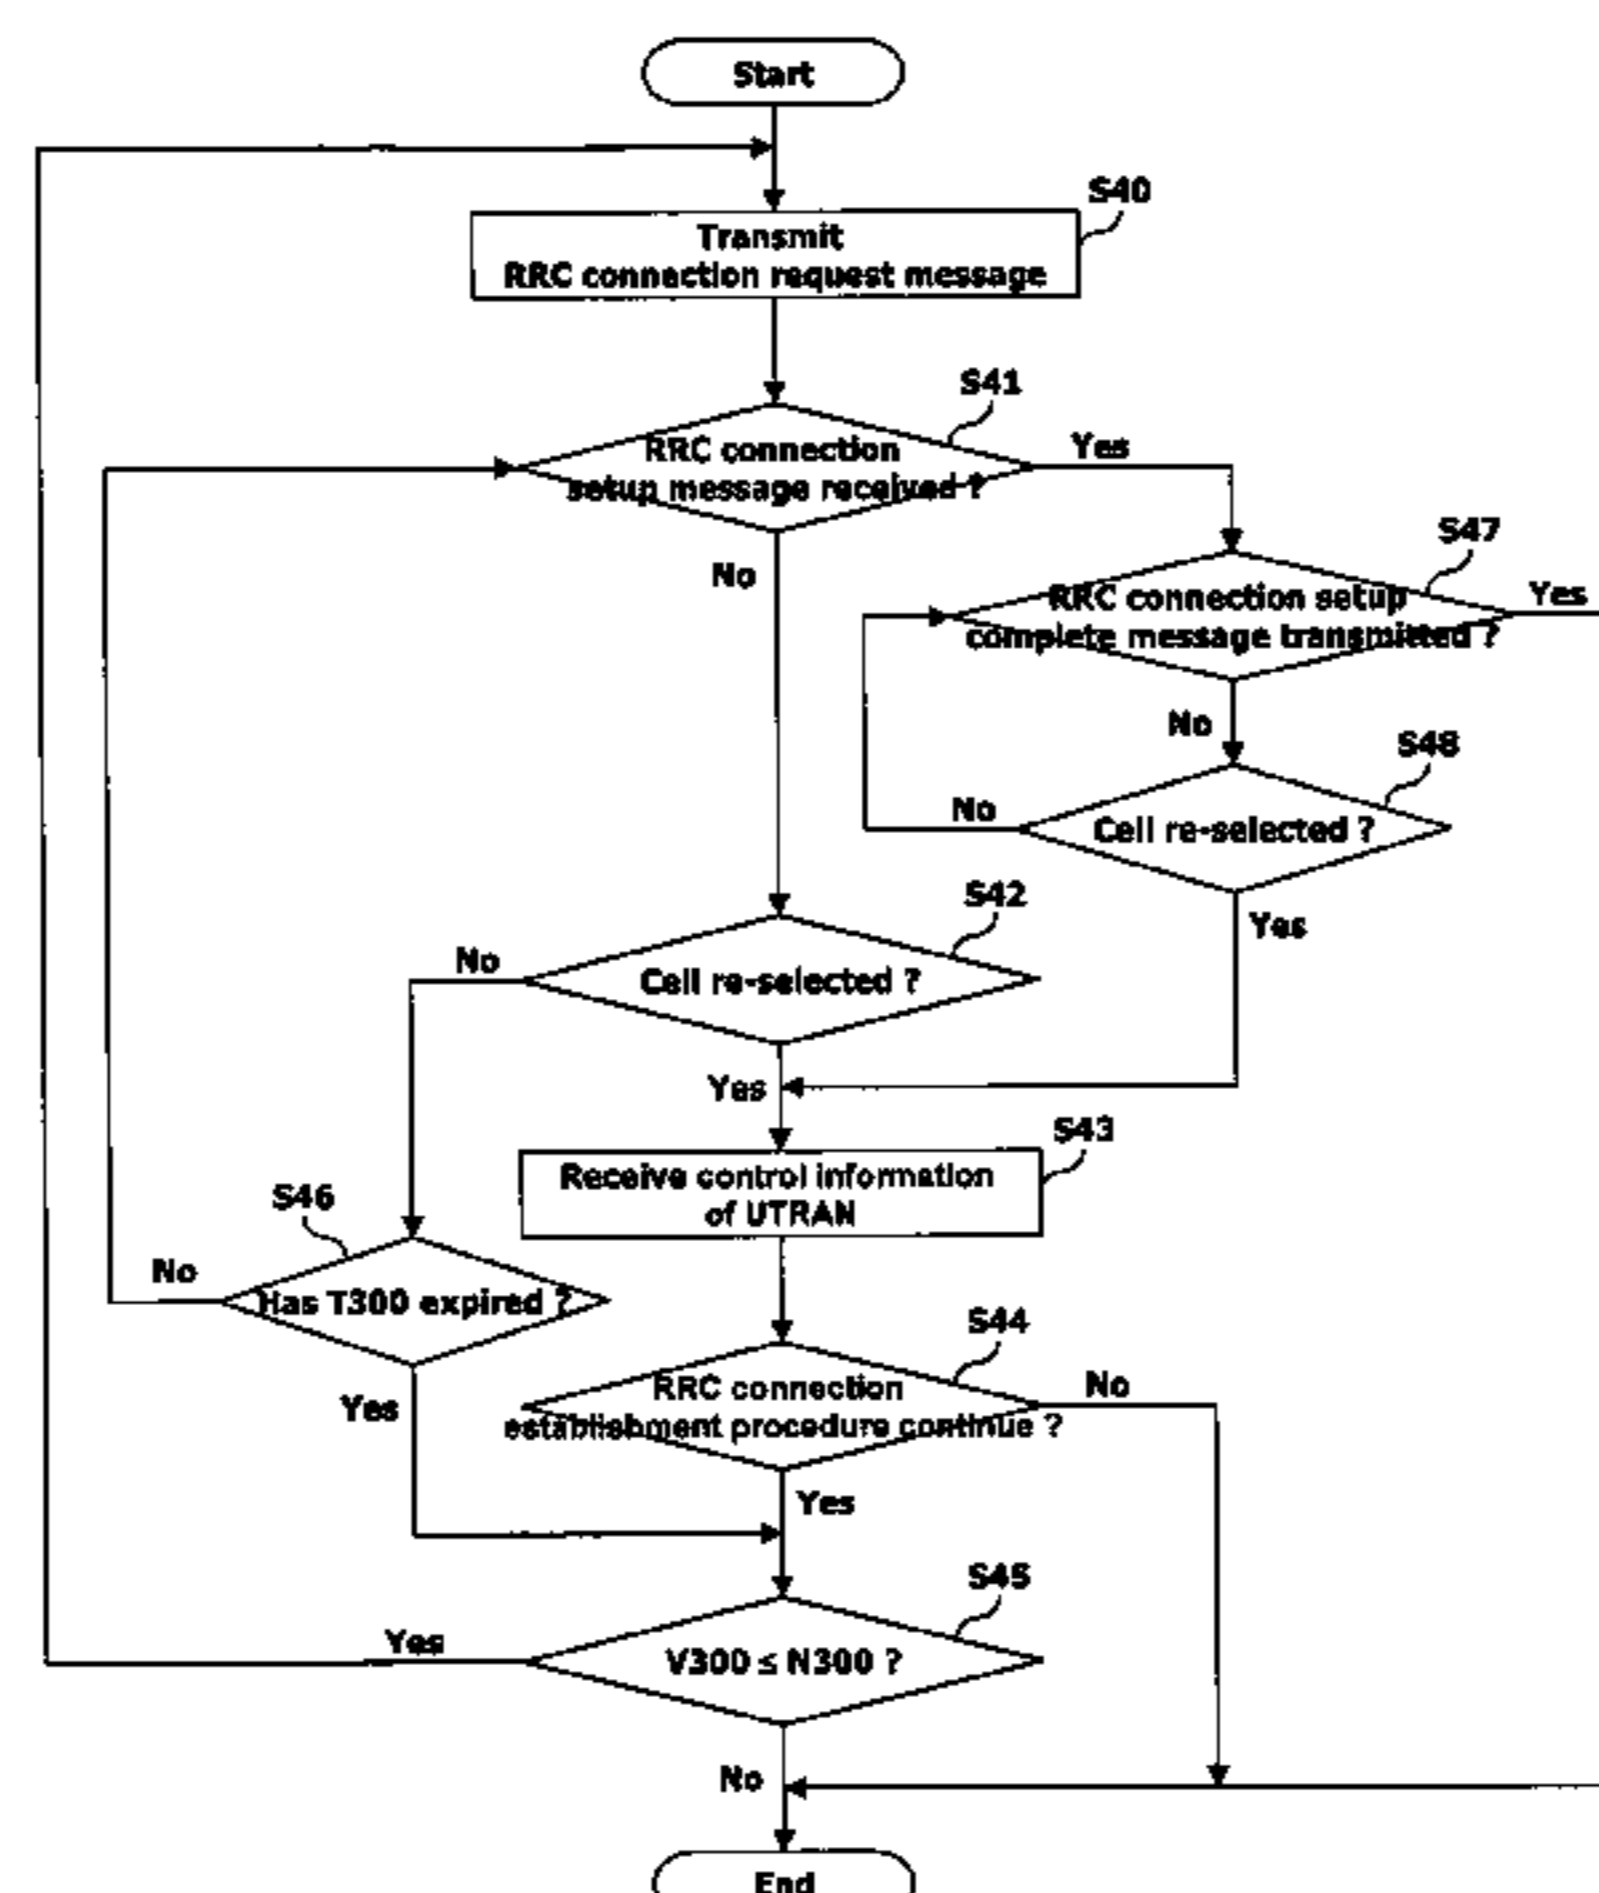 Start
S40
Transmit
RRC connection request message
S41
RRC connection
setup message received ?
Yes
No
S47
RRC connection setup
complete message transmitted ?
Yes
No
S48
Cell re-selected ?
No
Yes
S42
Cell re-selected ?
No
Yes
S43
Receive control information
of UTRAN
S46
Has T300 expired ?
No
Yes
S44
RRC connection
establishment procedure continue ?
No
Yes
S45
V300 ≤ N300 ?
Yes
No
End